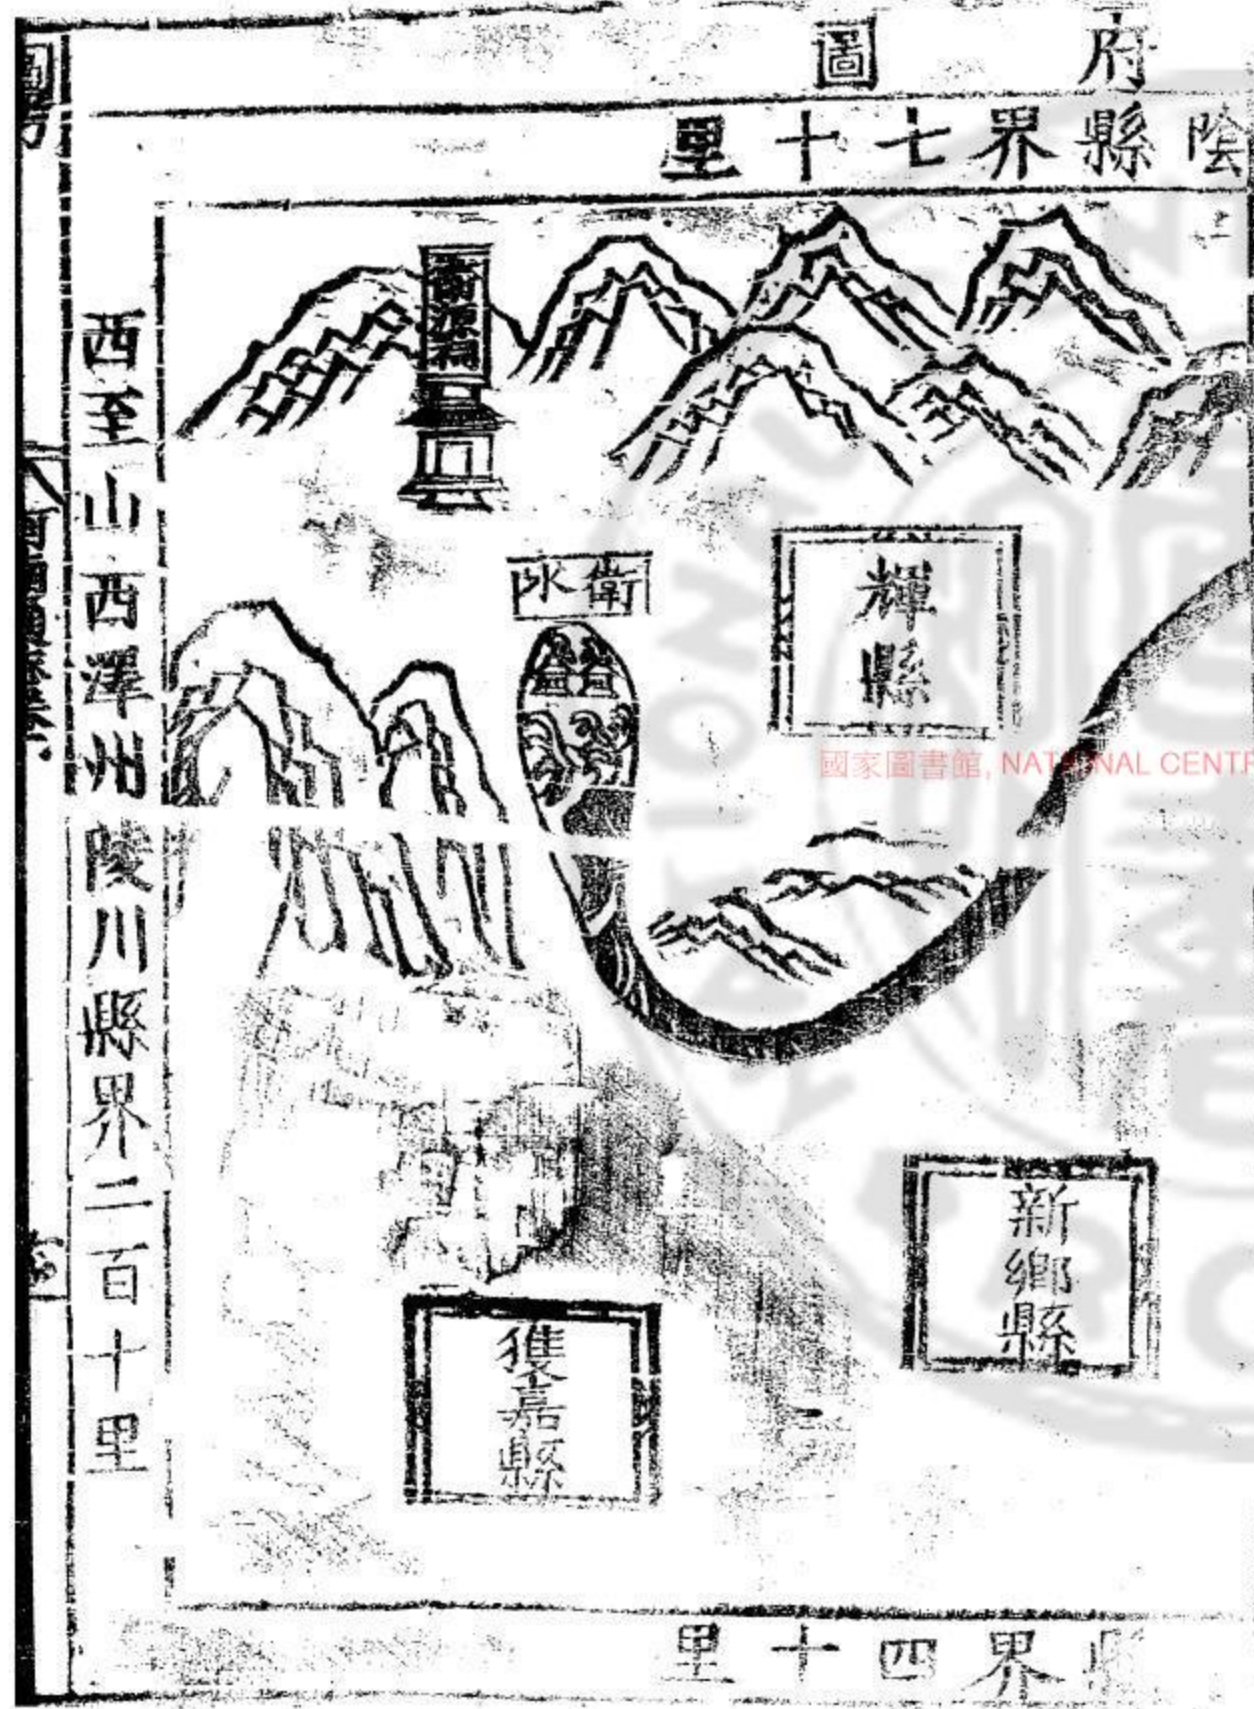 府圖
陰縣界七十里
衛源祠
衛水
輝縣
西至山西澤州陵川縣界二百十里
新鄉縣
獲嘉縣
界四十里
國家圖書館, NAT
NAL CENTR